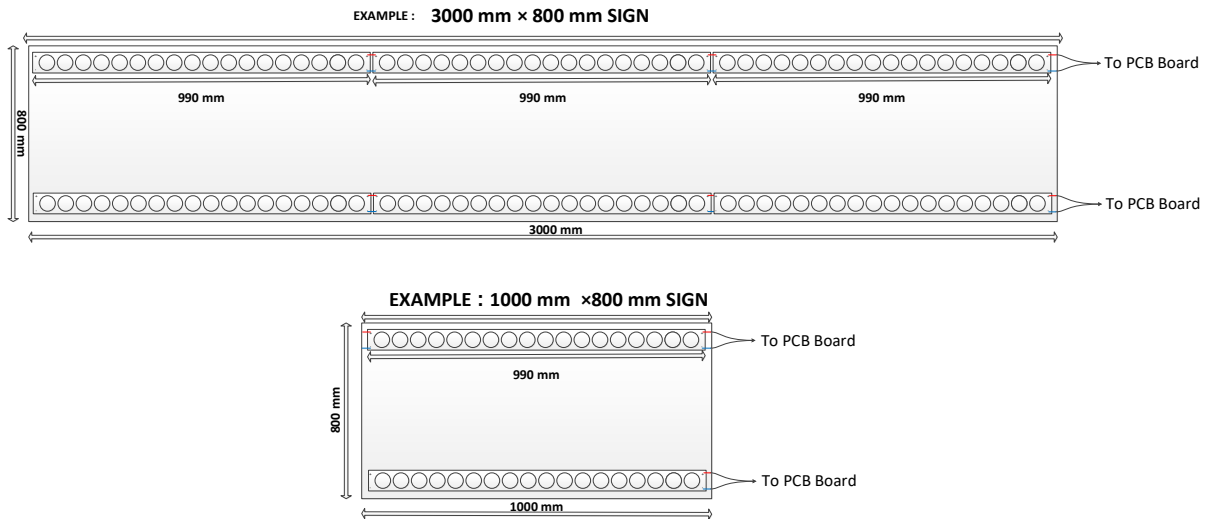 EXAMPLE : 3000 mm × 800 mm SIGN
To PCB Board
990 mm 990 mm 990 mm
800 mm
To PCB Board
3000 mm
EXAMPLE : 1000 mm ×800 mm SIGN
To PCB Board
990 mm
800 mm
To PCB Board
1000 mm